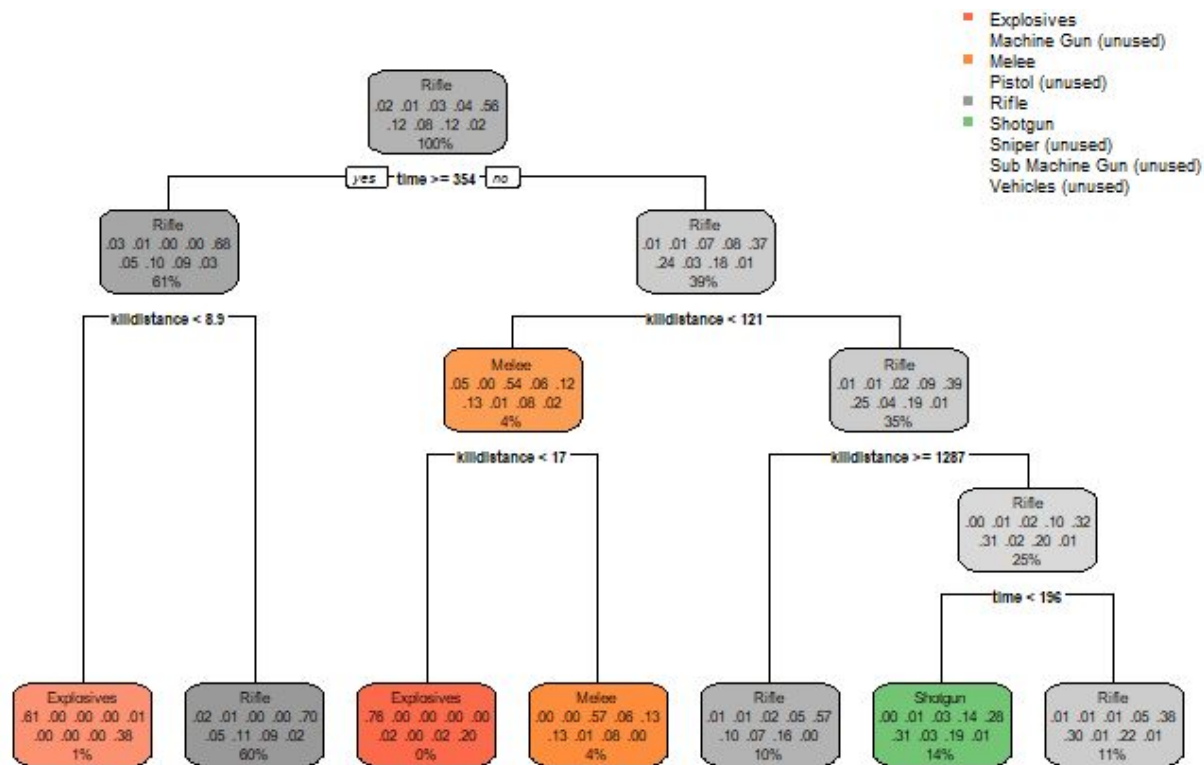 Explosives
Machine Gun (unused)
Melee
Pistol (unused)
Rifle
Shotgun
Sniper (unused)
Sub Machine Gun (unused)
Vehicles (unused)
Rifle
.02 .01 .03 .04 .56
.12 .08 .12 .02
100%
yes time >= 354 no
Rifle
.03 .01 .00 .00 .68
.05 .10 .09 .03
61%
Rifle
.01 .01 .07 .08 .37
.24 .03 .18 .01
39%
killdistance < 8.9
killdistance < 121
Melee
.05 .00 .54 .06 .12
.13 .01 .08 .02
4%
Rifle
.01 .01 .02 .09 .39
.25 .04 .19 .01
35%
killdistance < 17
killdistance >= 1287
Rifle
.00 .01 .02 .10 .32
.31 .02 .20 .01
25%
time < 196
Explosives
.61 .00 .00 .00 .01
.00 .00 .00 .38
1%
Rifle
.02 .01 .00 .00 .70
.05 .11 .09 .02
60%
Explosives
.76 .00 .00 .00 .00
.02 .00 .02 .20
0%
Melee
.00 .00 .57 .06 .13
.13 .01 .08 .00
4%
Rifle
.01 .01 .02 .05 .57
.10 .07 .16 .00
10%
Shotgun
.00 .01 .03 .14 .28
.31 .03 .19 .01
14%
Rifle
.01 .01 .01 .05 .38
.30 .01 .22 .01
11%